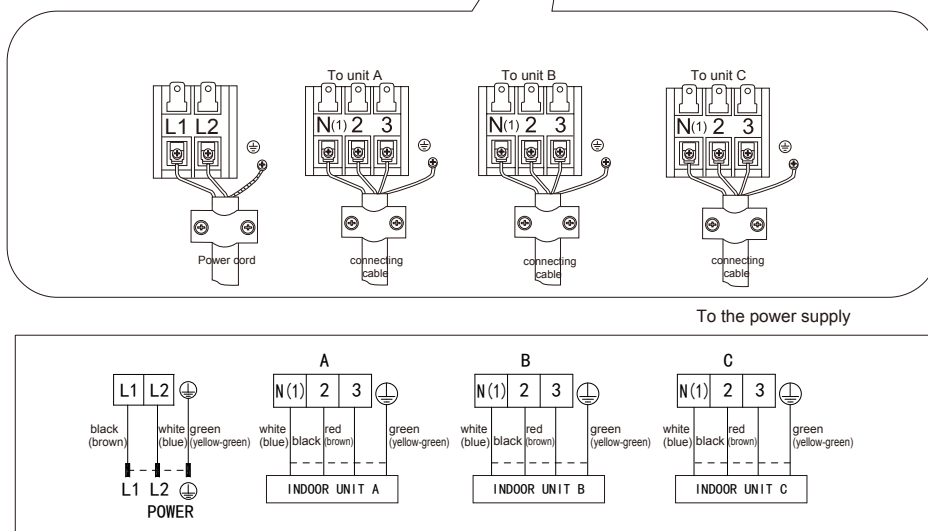 To unit A
To unit B
To unit C
L1 L2
N(1) 2 3
N(1) 2 3
N(1) 2 3
Power cord
connecting
cable
connecting
cable
connecting
cable
To the power supply
A
B
C
L1 L2
N(1) 2 3
N(1) 2 3
N(1) 2 3
black
(brown)
white
(blue)
green
(yellow-green)
white
(blue)
black
red
(brown)
green
(yellow-green)
white
(blue)
black
red
(brown)
green
(yellow-green)
white
(blue)
black
red
(brown)
green
(yellow-green)
L1 L2
POWER
INDOOR UNIT A
INDOOR UNIT B
INDOOR UNIT C